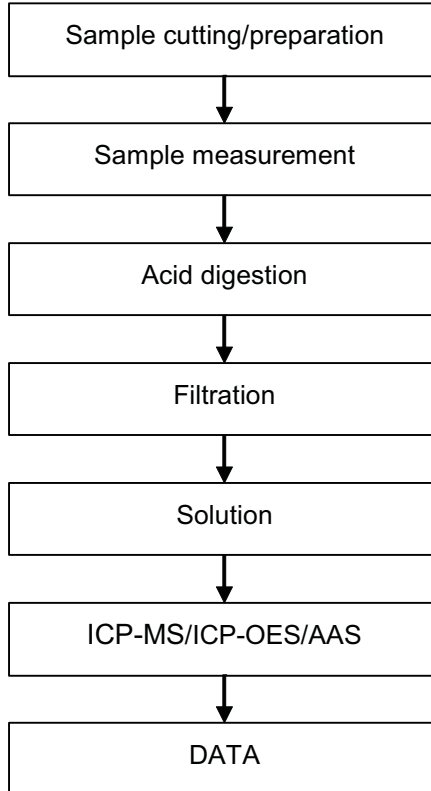 Sample cutting/preparation
Sample measurement
Acid digestion
Filtration
Solution
ICP-MS/ICP-OES/AAS
DATA